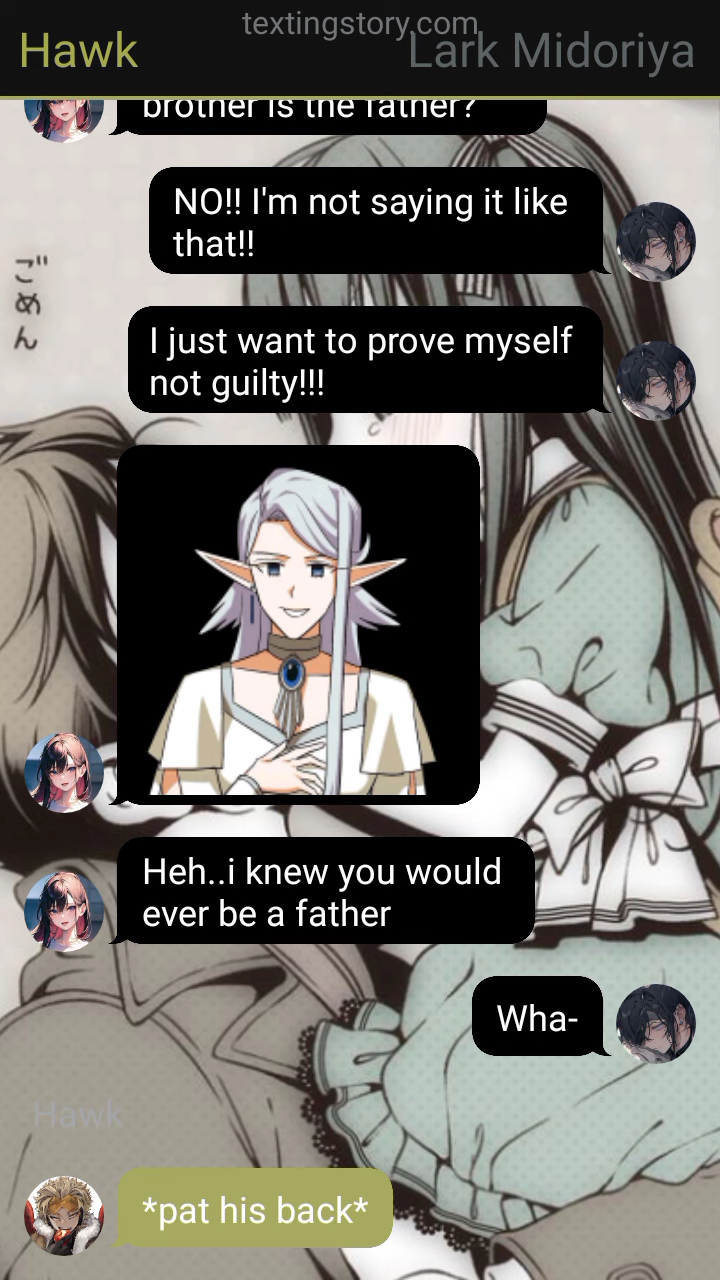 textingstory.com
Hawk
Lark Midoriya
brother is the father?
NO!! I'm not saying it like
that!!
ごめん
I just want to prove myself
not guilty!!!
Heh..i knew you would
ever be a father
Wha-
Hawk
*pat his back*